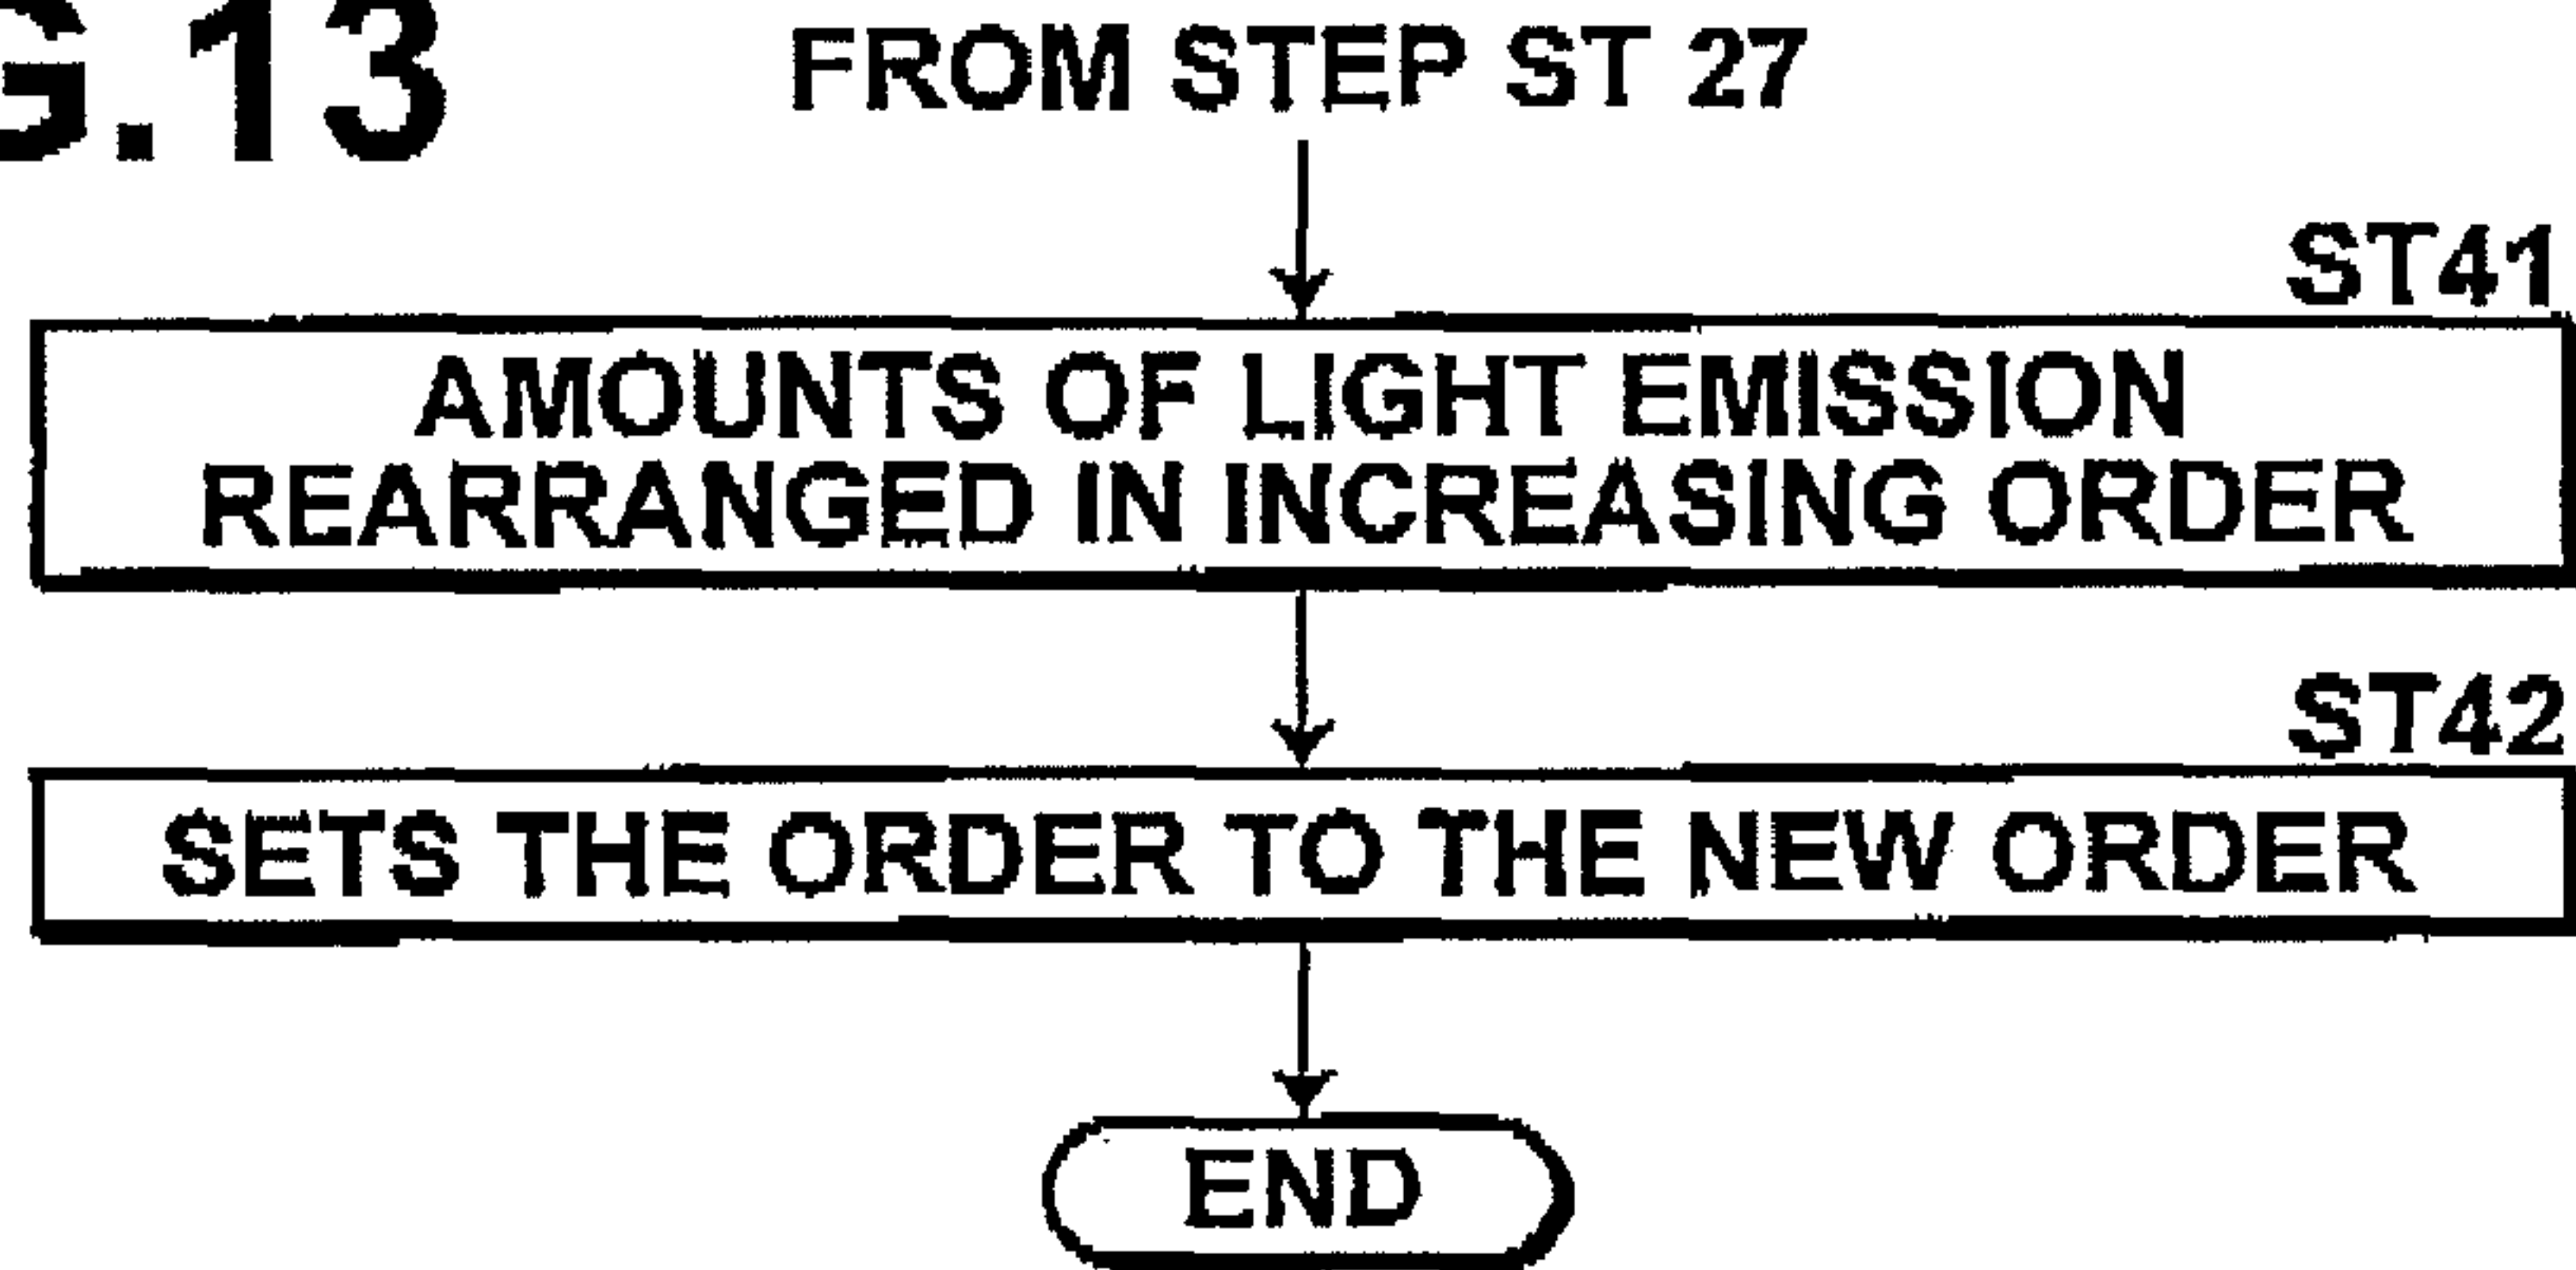 G.13
FROM STEP ST 27
ST41
AMOUNTS OF LIGHT EMISSION
REARRANGED IN INCREASING ORDER
ST42
SETS THE ORDER TO THE NEW ORDER
END